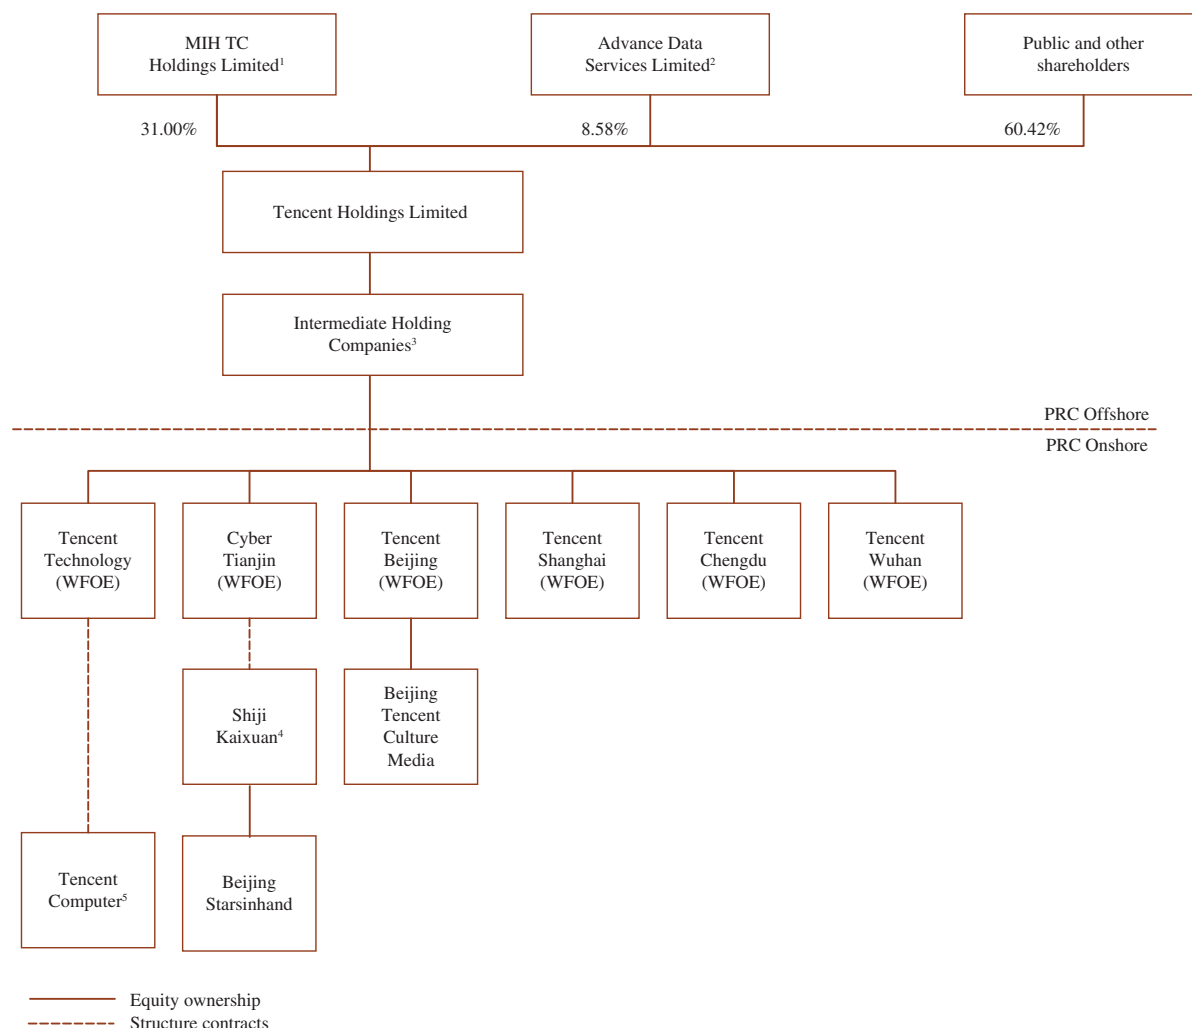 MIH TC
Holdings Limited¹
Advance Data
Services Limited²
Public and other
shareholders
31.00%
8.58%
60.42%
Tencent Holdings Limited
Intermediate Holding
Companies³
PRC Offshore
PRC Onshore
Tencent
Technology
(WFOE)
Cyber
Tianjin
(WFOE)
Tencent
Beijing
(WFOE)
Tencent
Shanghai
(WFOE)
Tencent
Chengdu
(WFOE)
Tencent
Wuhan
(WFOE)
Shiji
Kaixuan⁴
Beijing
Tencent
Culture
Media
Tencent
Computer⁵
Beijing
Starsinhand
Equity ownership
Structure contracts